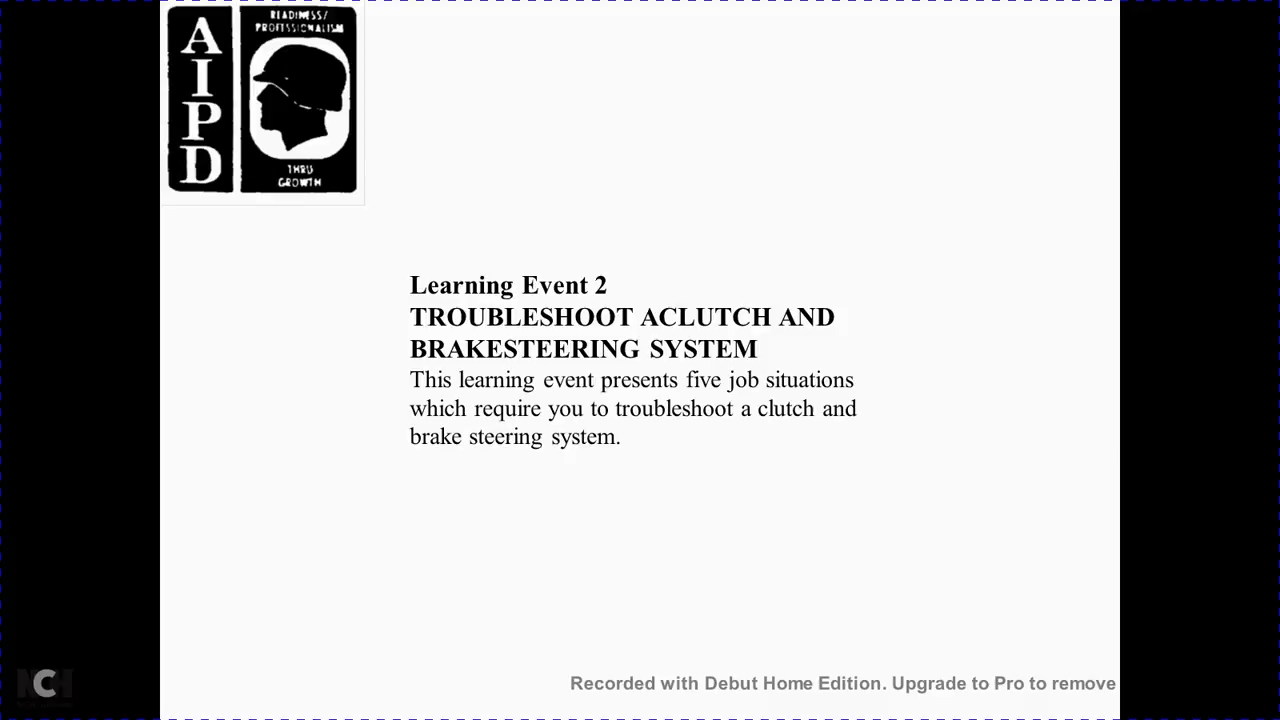 READINESS/
PROFESSIONALISM
A
I
P
D
THRU
GROWTH
Learning Event 2
TROUBLESHOOT ACLUTCH AND
BRAKESTEERING SYSTEM
This learning event presents five job situations
which require you to troubleshoot a clutch and
brake steering system.
NCH
Recorded with Debut Home Edition. Upgrade to Pro to remove